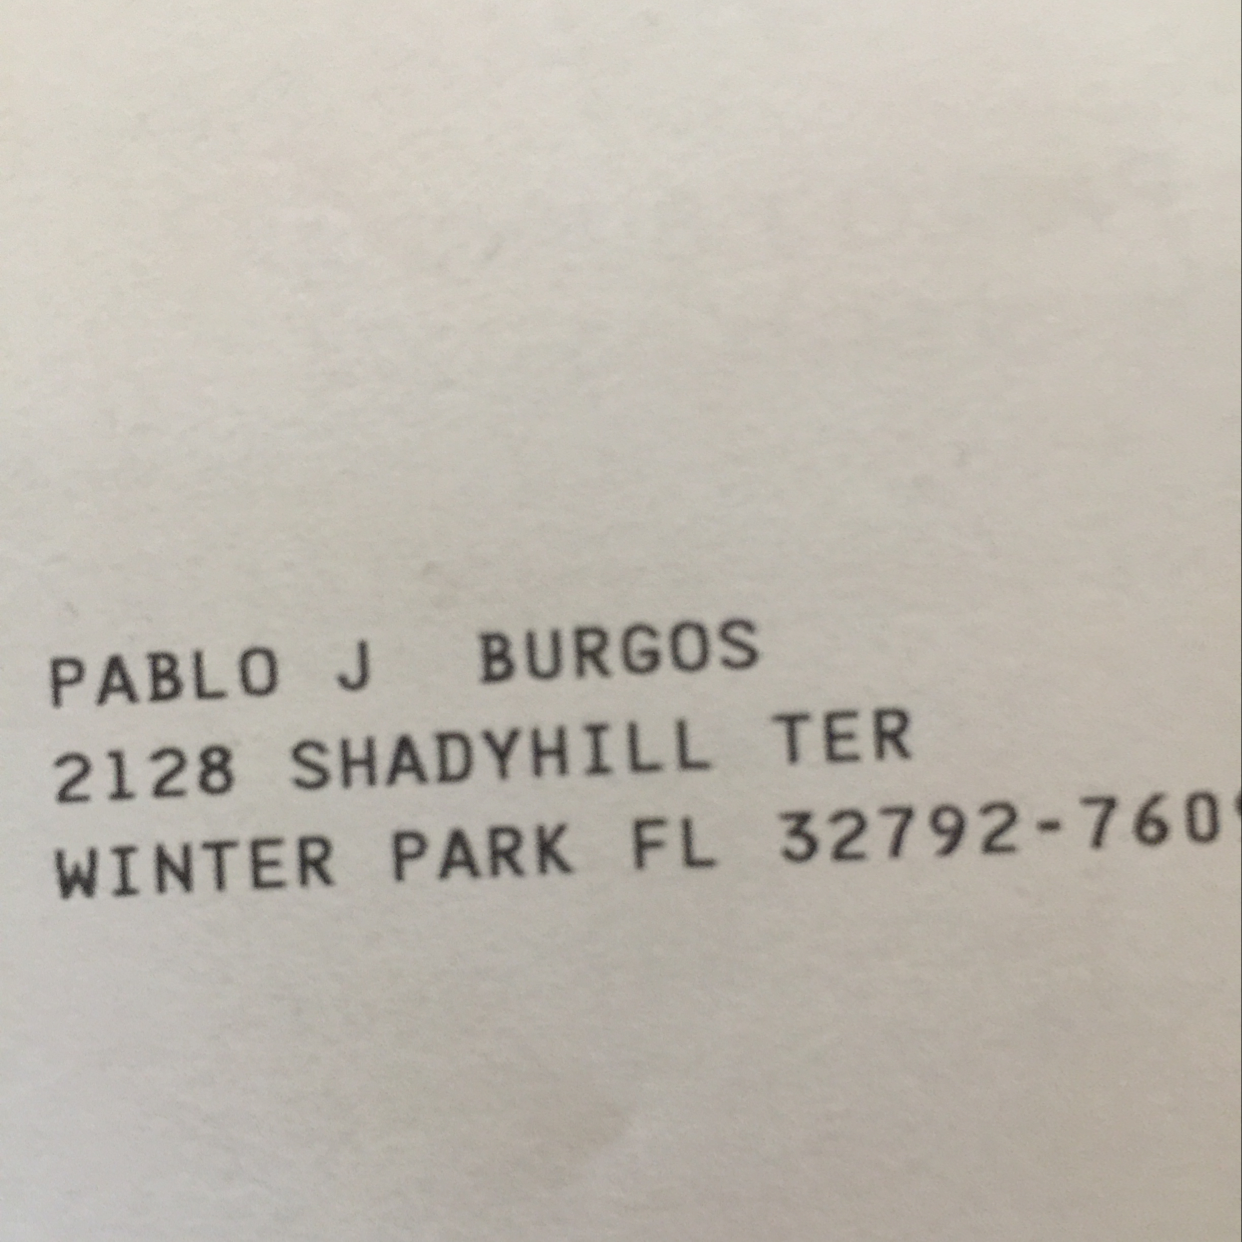 PABLO J BURGOS
2128 SHADYHILL TER
WINTER PARK FL 32792-760